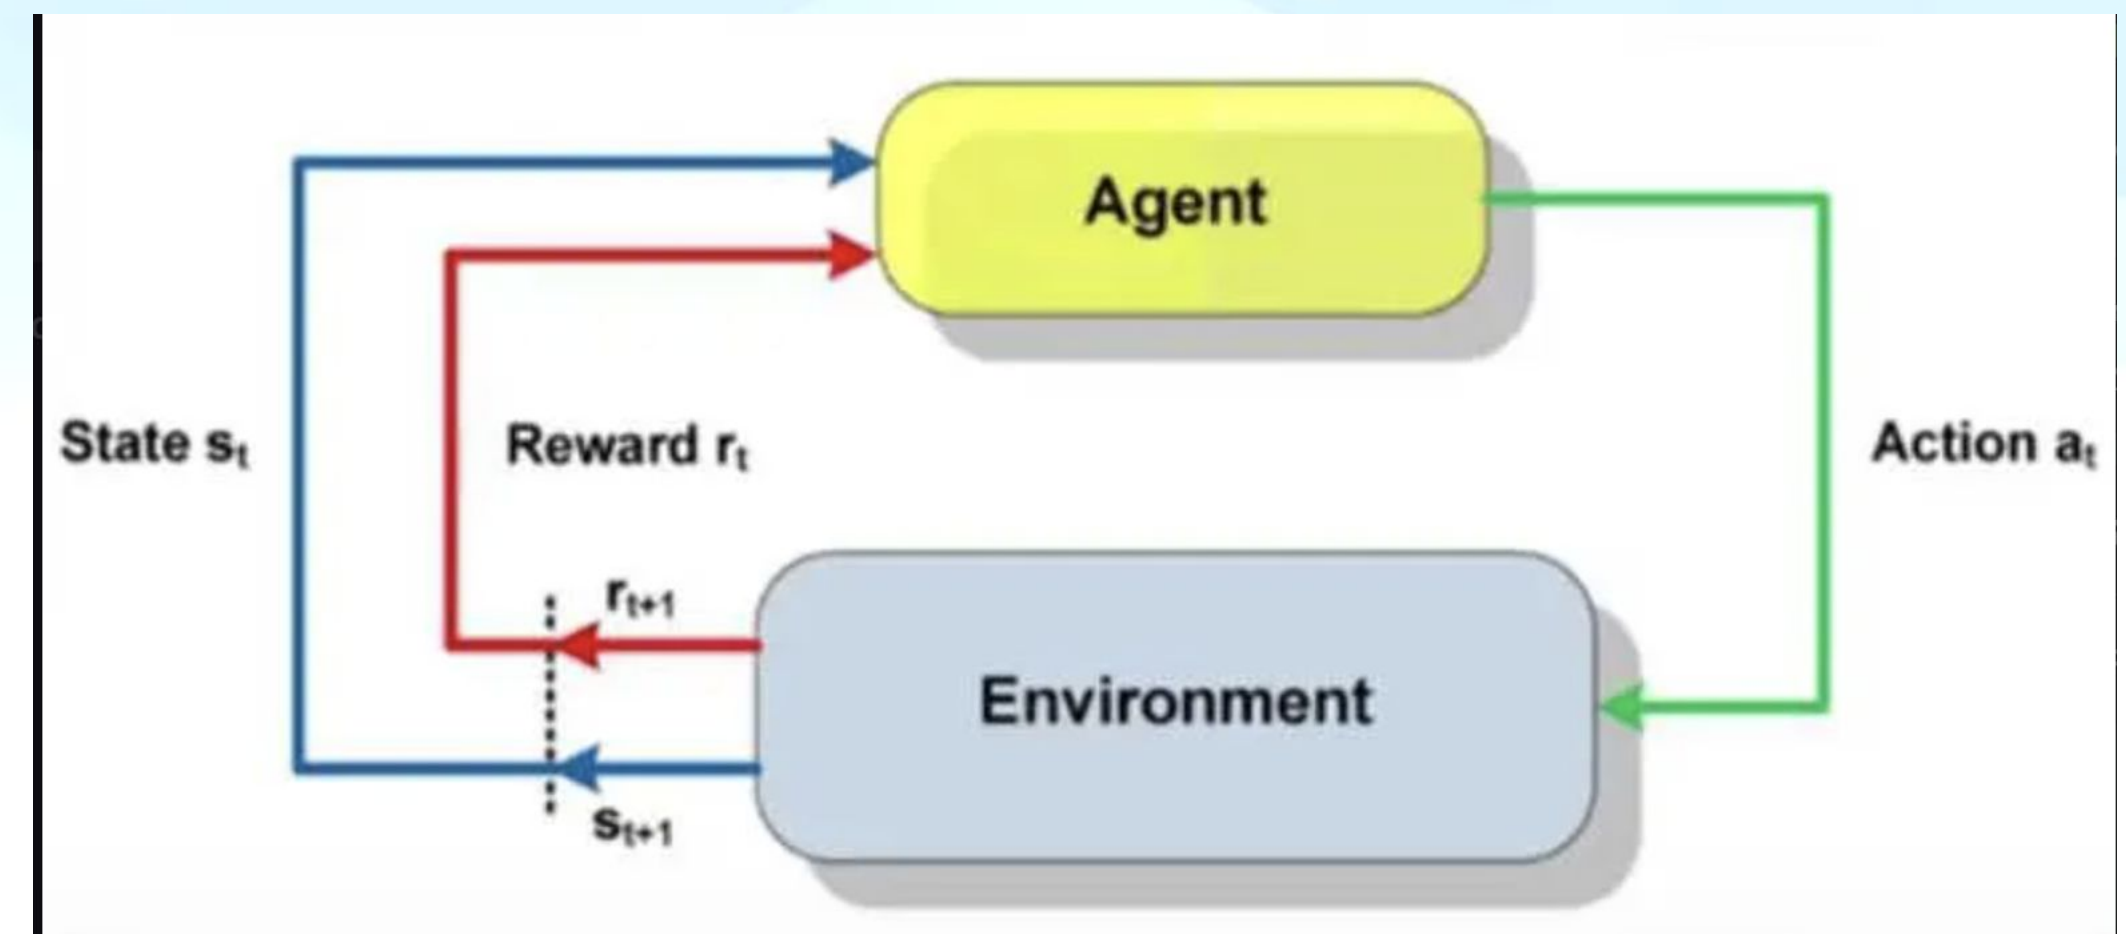 Agent
State sₜ
Reward rₜ
Action aₜ
rₜ₊₁
Environment
sₜ₊₁